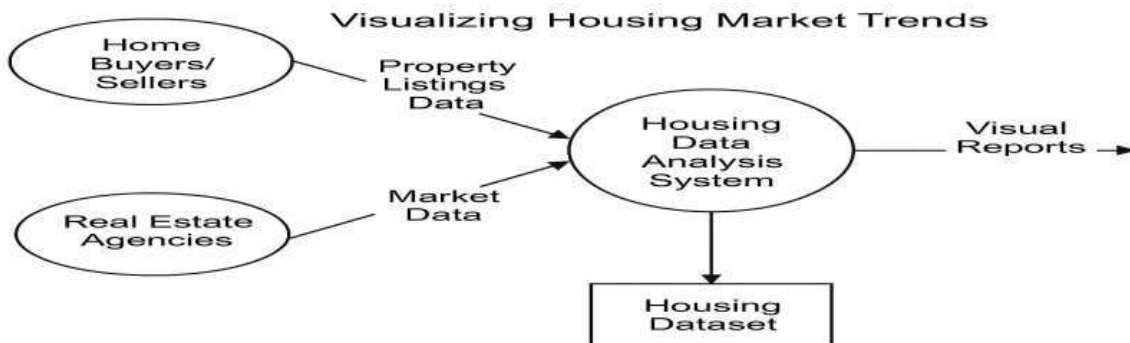 Visualizing Housing Market Trends
Home
Buyers/
Sellers
Property
Listings
Data
Housing
Data
Analysis
System
Visual
Reports
Real Estate
Agencies
Market
Data
Housing
Dataset